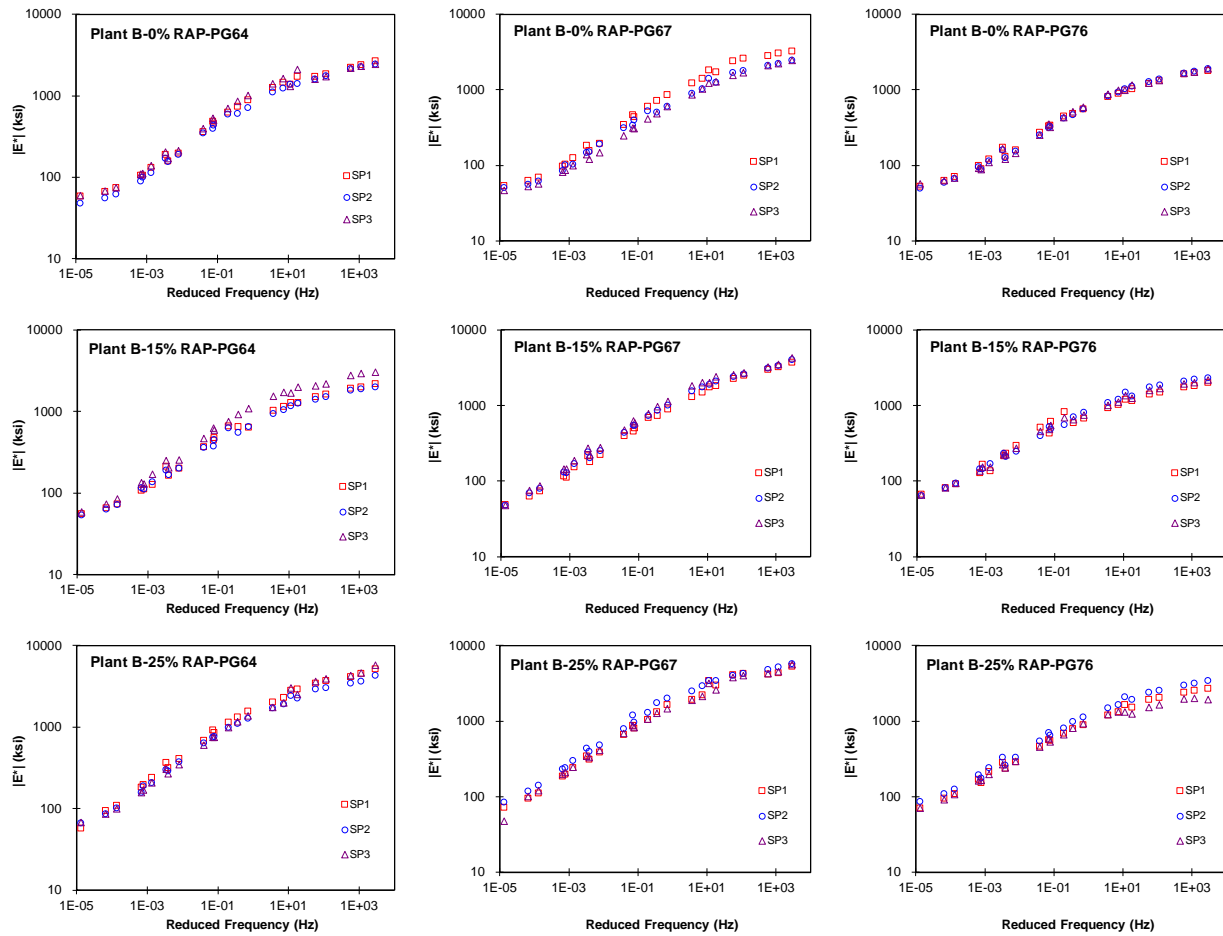 Plant B-0% RAP-PG64
|E*| (ksi)
10000
1000
100
10
SP1
SP2
SP3
1E-05 1E-03 1E-01 1E+01 1E+03
Reduced Frequency (Hz)
Plant B-0% RAP-PG67
|E*| (ksi)
10000
1000
100
10
SP1
SP2
SP3
1E-05 1E-03 1E-01 1E+01 1E+03
Reduced Frequency (Hz)
Plant B-0% RAP-PG76
|E*| (ksi)
10000
1000
100
10
SP1
SP2
SP3
1E-05 1E-03 1E-01 1E+01 1E+03
Reduced Frequency (Hz)
Plant B-15% RAP-PG64
|E*| (ksi)
10000
1000
100
10
SP1
SP2
SP3
1E-05 1E-03 1E-01 1E+01 1E+03
Reduced Frequency (Hz)
Plant B-15% RAP-PG67
|E*| (ksi)
10000
1000
100
10
SP1
SP2
SP3
1E-05 1E-03 1E-01 1E+01 1E+03
Reduced Frequency (Hz)
Plant B-15% RAP-PG76
|E*| (ksi)
10000
1000
100
10
SP1
SP2
SP3
1E-05 1E-03 1E-01 1E+01 1E+03
Reduced Frequency (Hz)
Plant B-25% RAP-PG64
|E*| (ksi)
10000
1000
100
10
SP1
SP2
SP3
1E-05 1E-03 1E-01 1E+01 1E+03
Reduced Frequency (Hz)
Plant B-25% RAP-PG67
|E*| (ksi)
10000
1000
100
10
SP1
SP2
SP3
1E-05 1E-03 1E-01 1E+01 1E+03
Reduced Frequency (Hz)
Plant B-25% RAP-PG76
|E*| (ksi)
10000
1000
100
10
SP1
SP2
SP3
1E-05 1E-03 1E-01 1E+01 1E+03
Reduced Frequency (Hz)